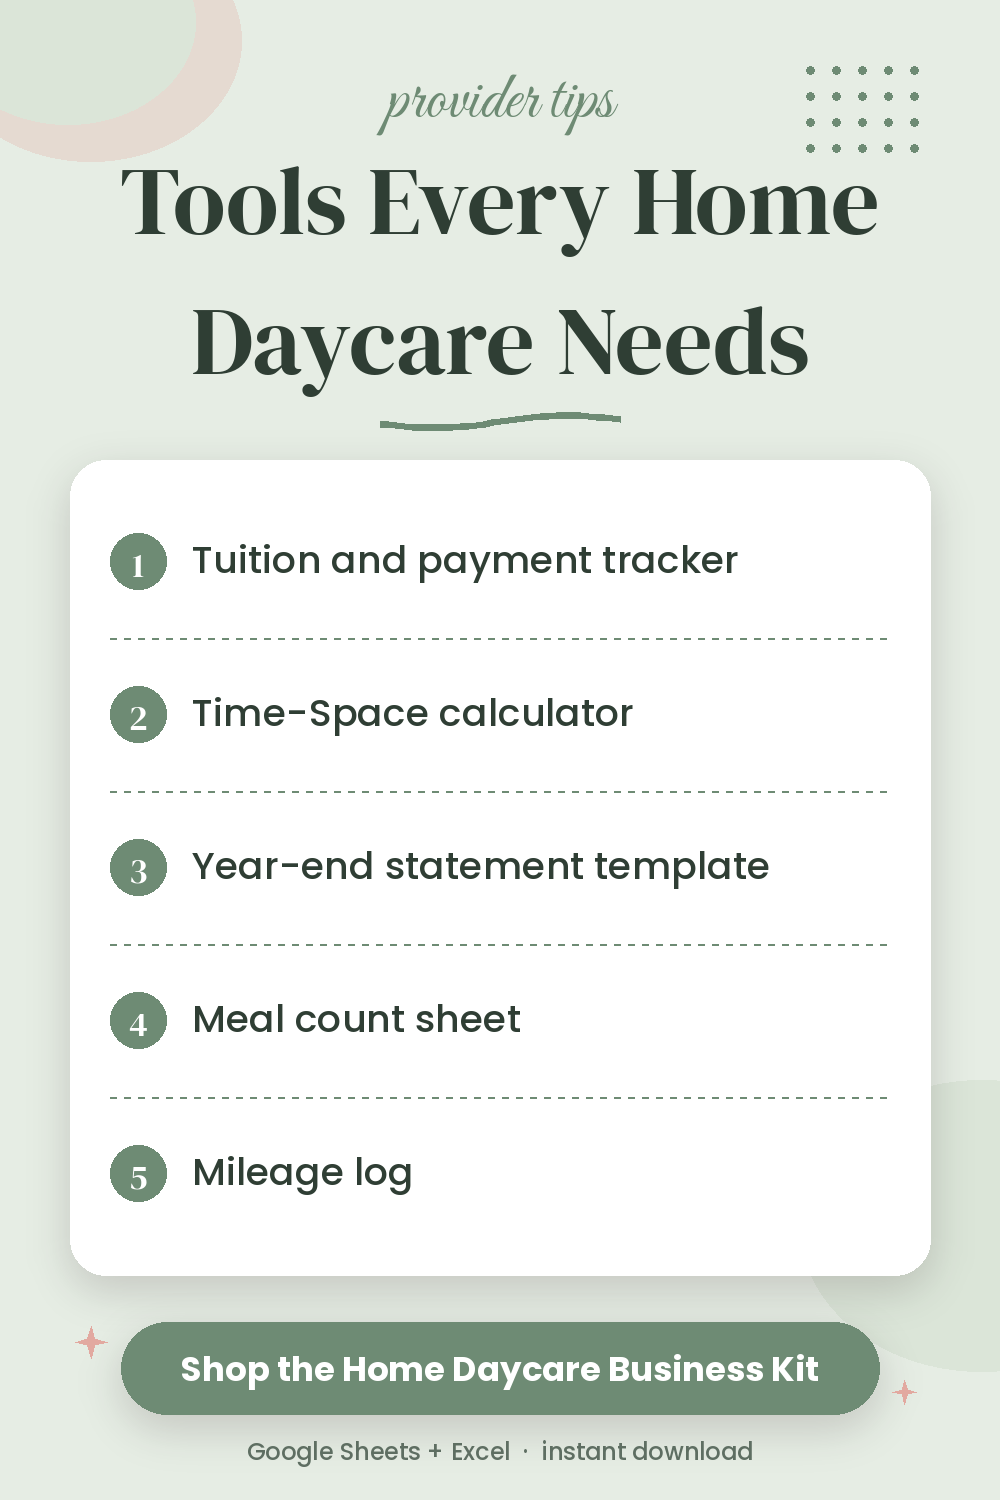 provider tips
Tools Every Home
Daycare Needs
1 Tuition and payment tracker
2 Time-Space calculator
3 Year-end statement template
4 Meal count sheet
5 Mileage log
Shop the Home Daycare Business Kit
Google Sheets + Excel · instant download